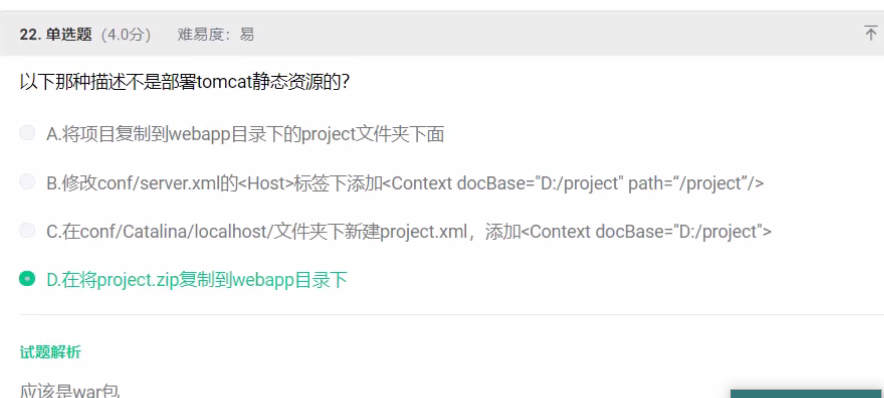 22. 单选题 (4.0分) 难易度：易
以下那种描述不是部署tomcat静态资源的?
A.将项目复制到webapp目录下的project文件夹下面
B.修改conf/server.xml的<Host>标签下添加<Context docBase="D:/project" path=“/project”/>
C.在conf/Catalina/localhost/文件夹下新建project.xml，添加<Context docBase="D:/project">
D.在将project.zip复制到webapp目录下
试题解析
应该是war包